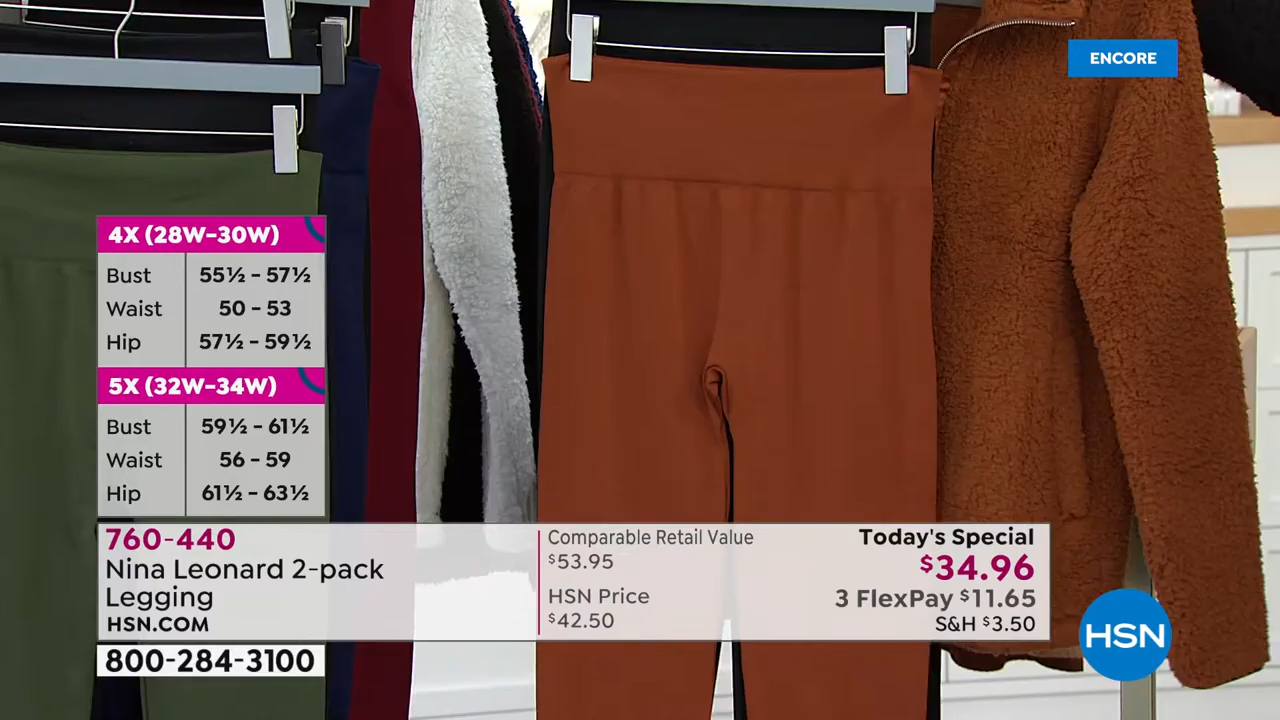 ENCORE
4X (28W–30W)
Bust 55½ – 57½
Waist 50 – 53
Hip 57½ – 59½
5X (32W–34W)
Bust 59½ – 61½
Waist 56 – 59
Hip 61½ – 63½
760-440
Nina Leonard 2-pack
Legging
HSN.COM
800-284-3100
Comparable Retail Value
$53.95
HSN Price
$42.50
Today's Special
$34.96
3 FlexPay $11.65
S&H $3.50
HSN